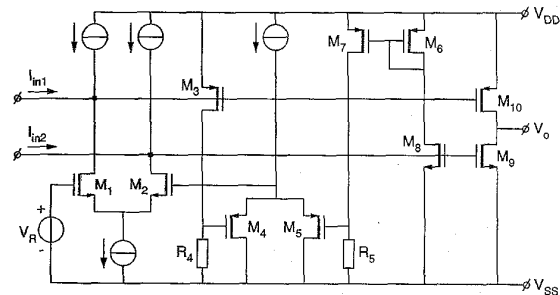 V_DD
M_7
M_6
I_in1
M_3
M_10
V_o
I_in2
M_8
M_9
M_1
M_2
+
V_R
-
M_4
M_5
R_4
R_5
V_SS